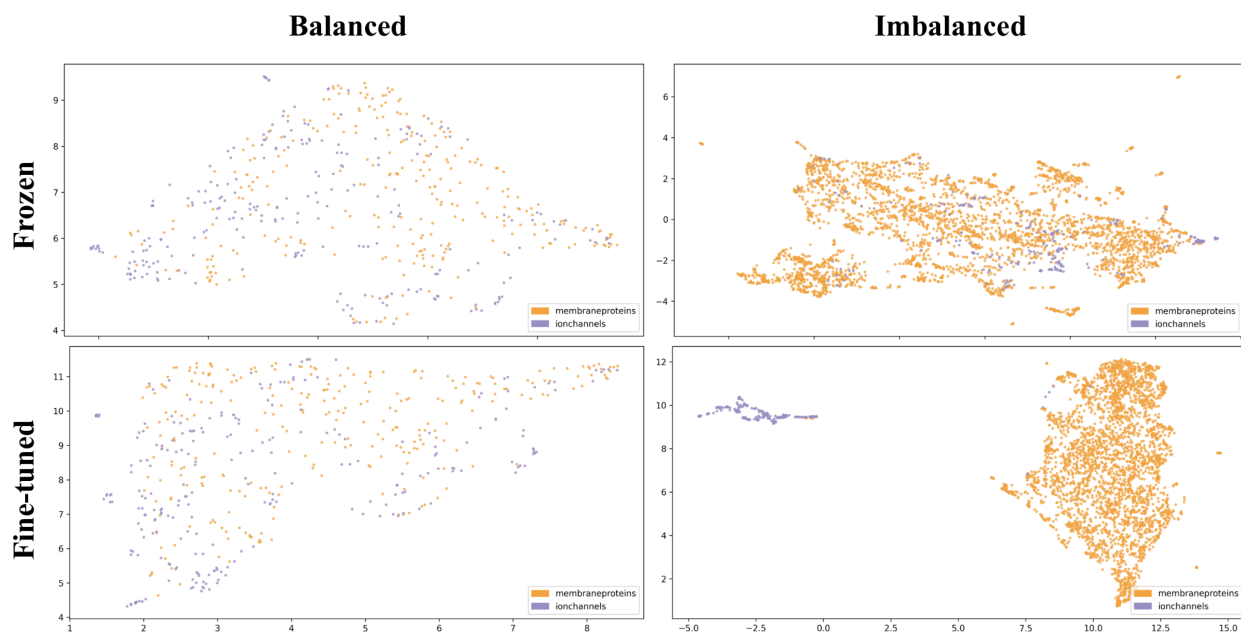 Balanced
Imbalanced
Frozen
9
8
7
6
5
4
membraneproteins
ionchannels
6
4
2
0
−2
−4
membraneproteins
ionchannels
Fine-tuned
11
10
9
8
7
6
5
4
1 2 3 4 5 6 7 8
membraneproteins
ionchannels
12
10
8
6
4
2
−5.0 −2.5 0.0 2.5 5.0 7.5 10.0 12.5 15.0
membraneproteins
ionchannels